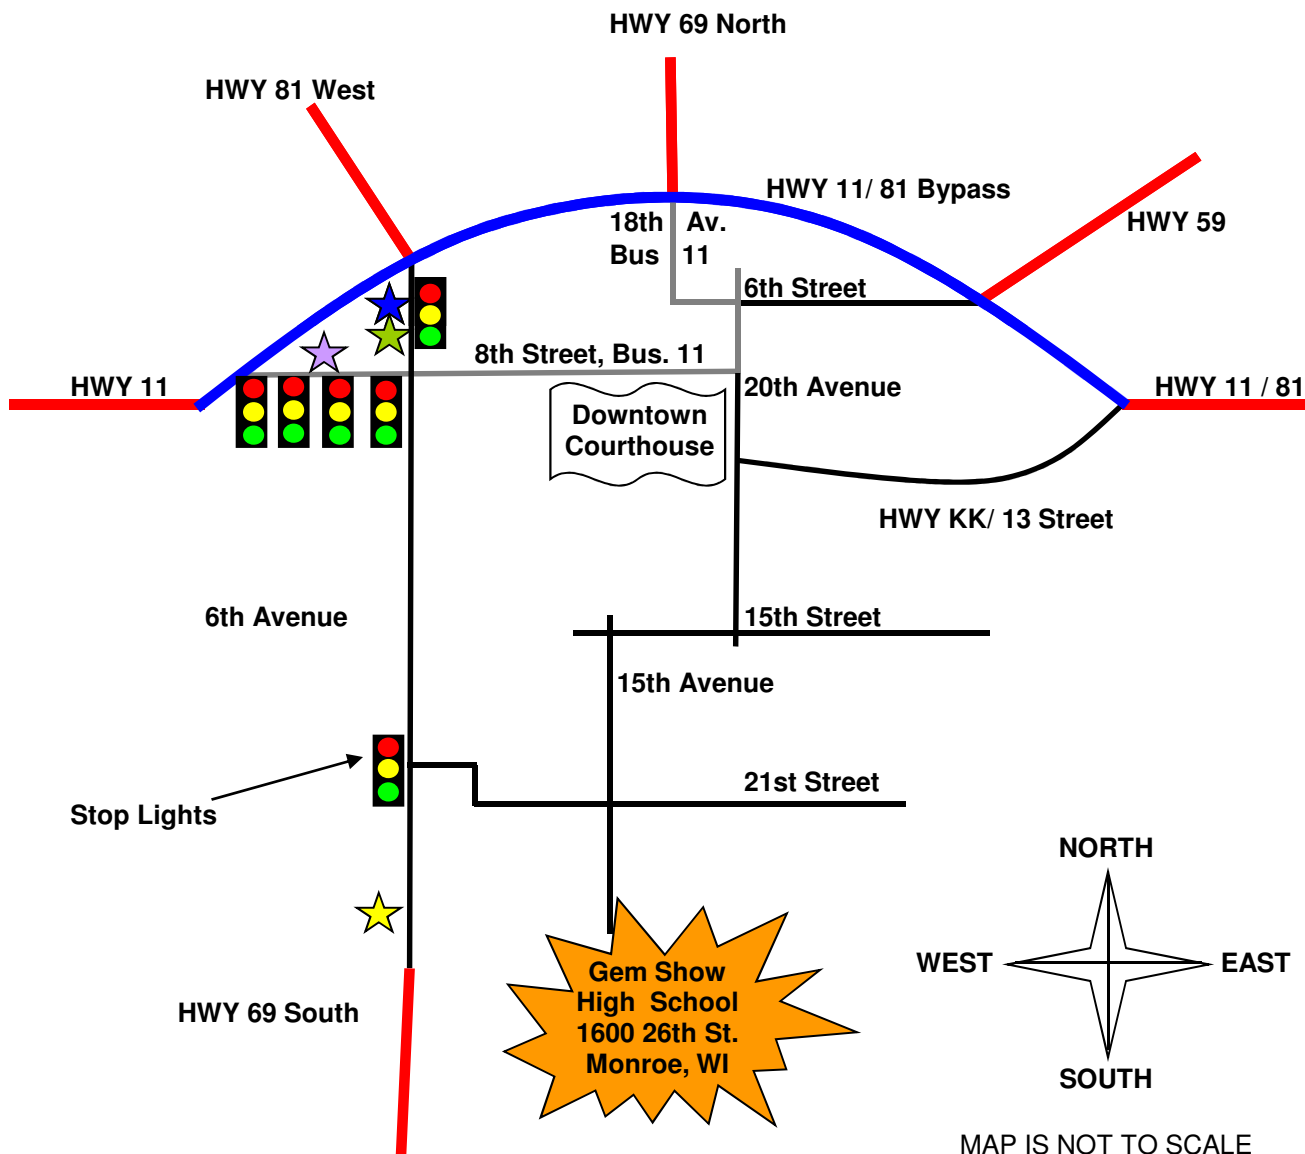 HWY 69 North
HWY 81 West
HWY 11/ 81 Bypass
18th Av.
Bus 11
HWY 59
6th Street
8th Street, Bus. 11
HWY 11
20th Avenue
HWY 11 / 81
Downtown
Courthouse
HWY KK/ 13 Street
6th Avenue
15th Street
15th Avenue
21st Street
Stop Lights
NORTH
WEST
EAST
SOUTH
Gem Show
High School
1600 26th St.
Monroe, WI
HWY 69 South
MAP IS NOT TO SCALE